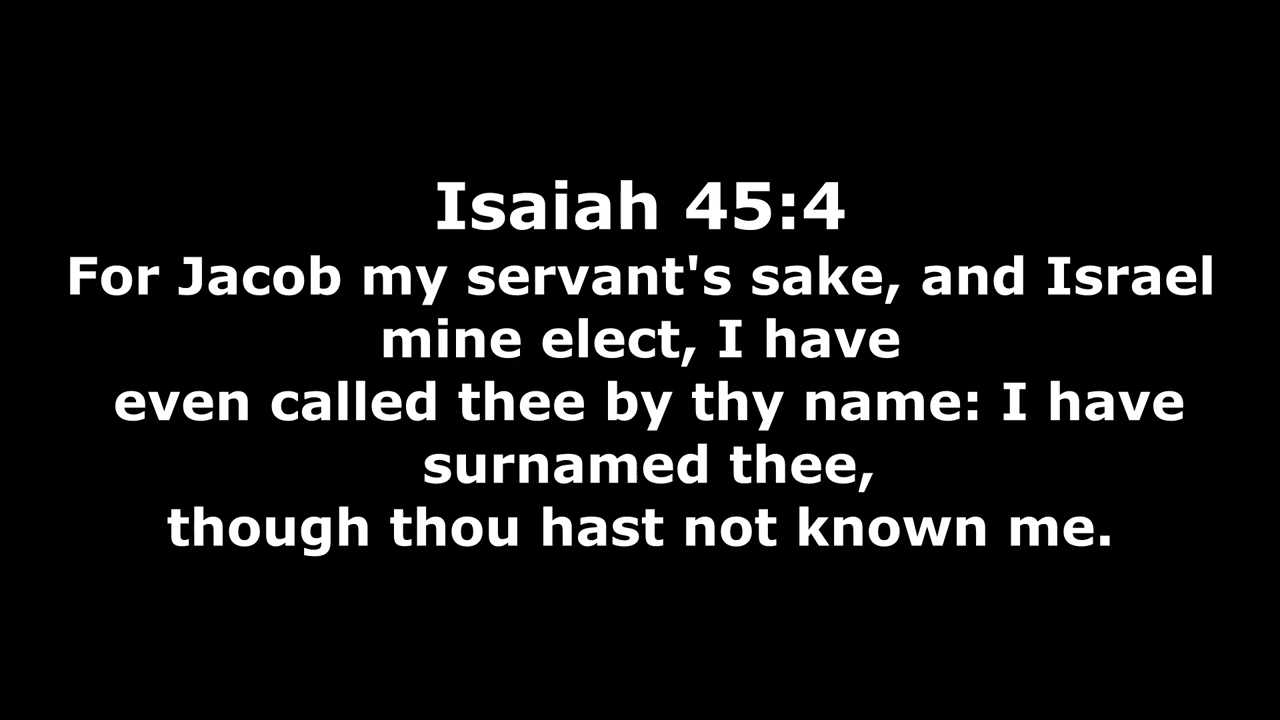 Isaiah 45:4
For Jacob my servant's sake, and Israel
mine elect, I have
even called thee by thy name: I have
surnamed thee,
though thou hast not known me.